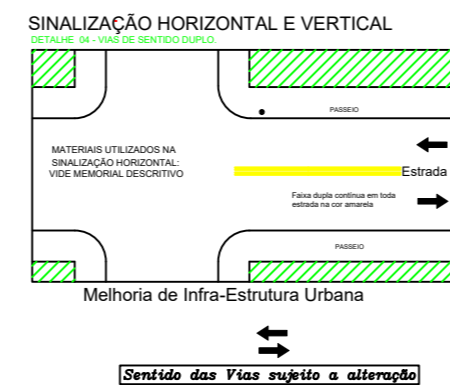 SINALIZAÇÃO HORIZONTAL E VERTICAL
DETALHE 04 - VIAS DE SENTIDO DUPLO.
PASSEIO
MATERIAIS UTILIZADOS NA
SINALIZAÇÃO HORIZONTAL:
VIDE MEMORIAL DESCRITIVO
Estrada
Faixa dupla contínua em toda
estrada na cor amarela
PASSEIO
Melhoria de Infra-Estrutura Urbana
Sentido das Vias sujeito a alteração